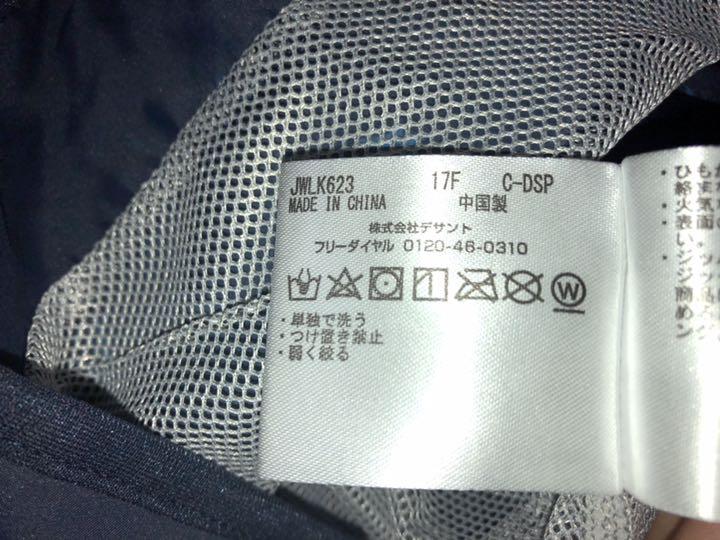 JWLK623 17F C-DSP
MADE IN CHINA 中国製
株式会社デサント
フリーダイヤル 0120-46-0310
W
・単独で洗う
・つけ置き禁止
・弱く絞る